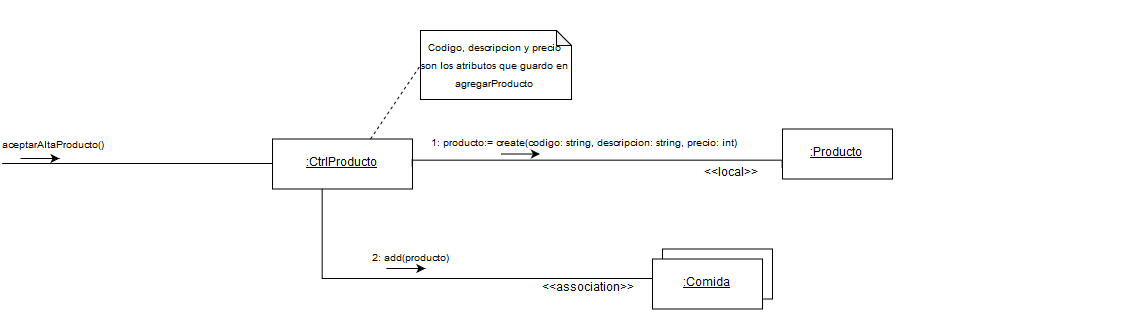 Codigo, descripcion y precio
son los atributos que guardo en
agregarProducto
aceptarAltaProducto()
:CtrlProducto
1: producto:= create(codigo: string, descripcion: string, precio: int)
:Producto
<<local>>
2: add(producto)
<<association>>
:Comida